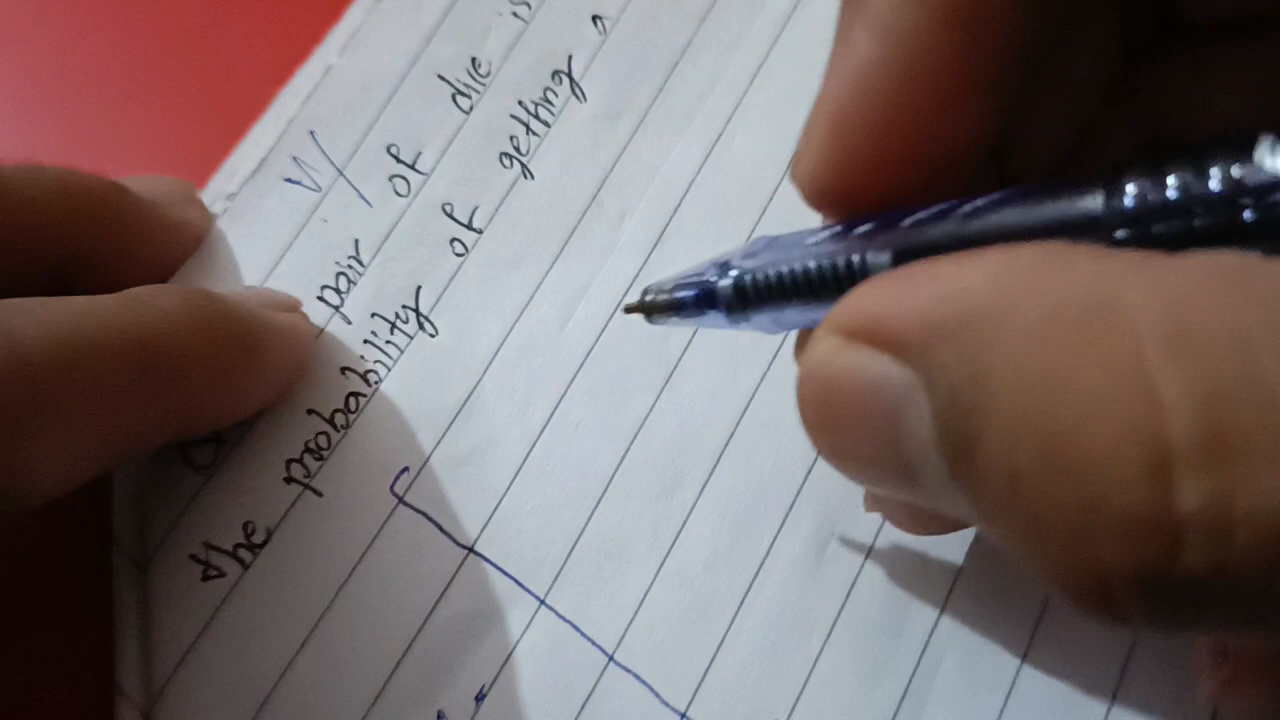 pair of die is
the probability of getting a